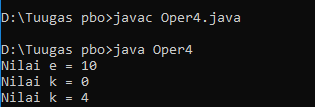 D:\Tuugas pbo>javac Oper4.java
D:\Tuugas pbo>java Oper4
Nilai e = 10
Nilai k = 0
Nilai k = 4